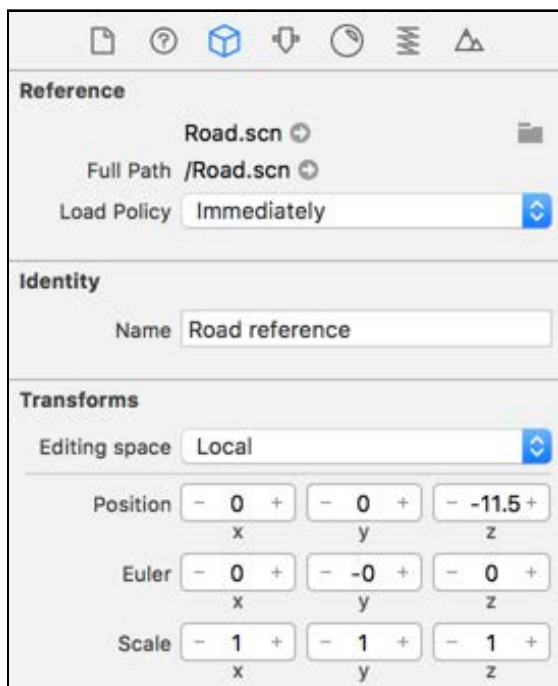 Reference
Road.scn
Full Path /Road.scn
Load Policy Immediately
Identity
Name Road reference
Transforms
Editing space Local
Position - 0 + - 0 + - -11.5 +
x y z
Euler - 0 + - -0 + - 0 +
x y z
Scale - 1 + - 1 + - 1 +
x y z